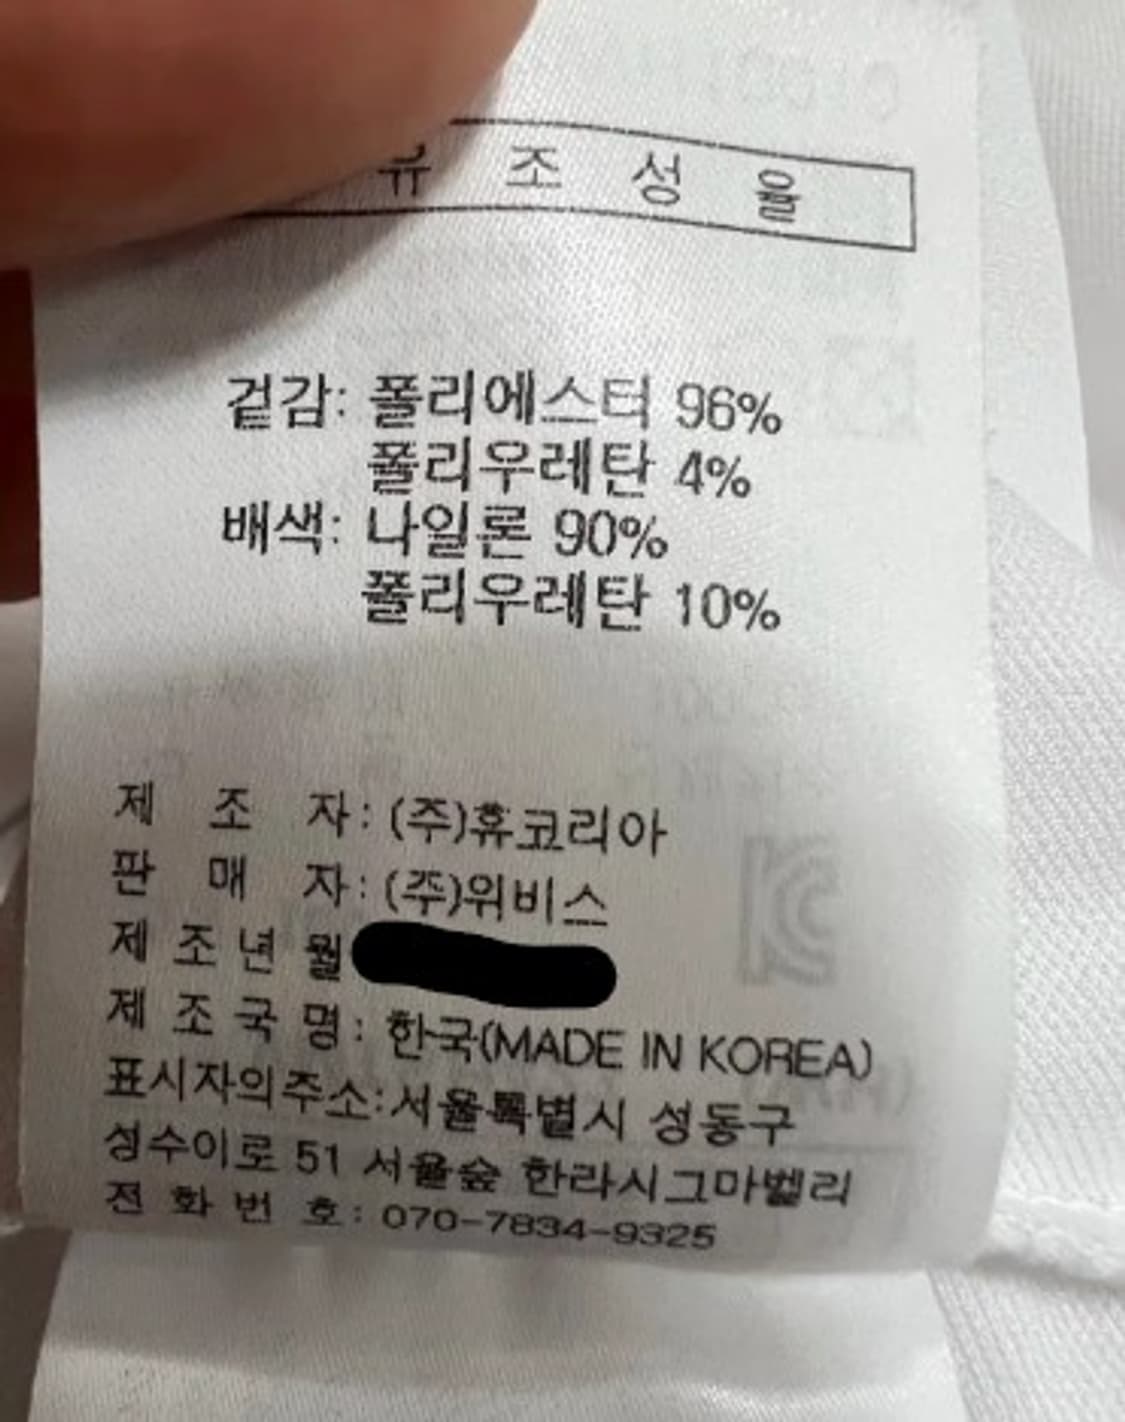 유 조 성 율
겉감: 폴리에스터 96%
폴리우레탄 4%
배색: 나일론 90%
폴리우레탄 10%
제 조 자: (주)휴코리아
판 매 자: (주)위비스
제 조 년 월
제 조 국 명: 한국(MADE IN KOREA)
표시자의주소:서울특별시 성동구
성수이로 51 서울숲 한라시그마밸리
전 화 번 호: 070-7834-9325